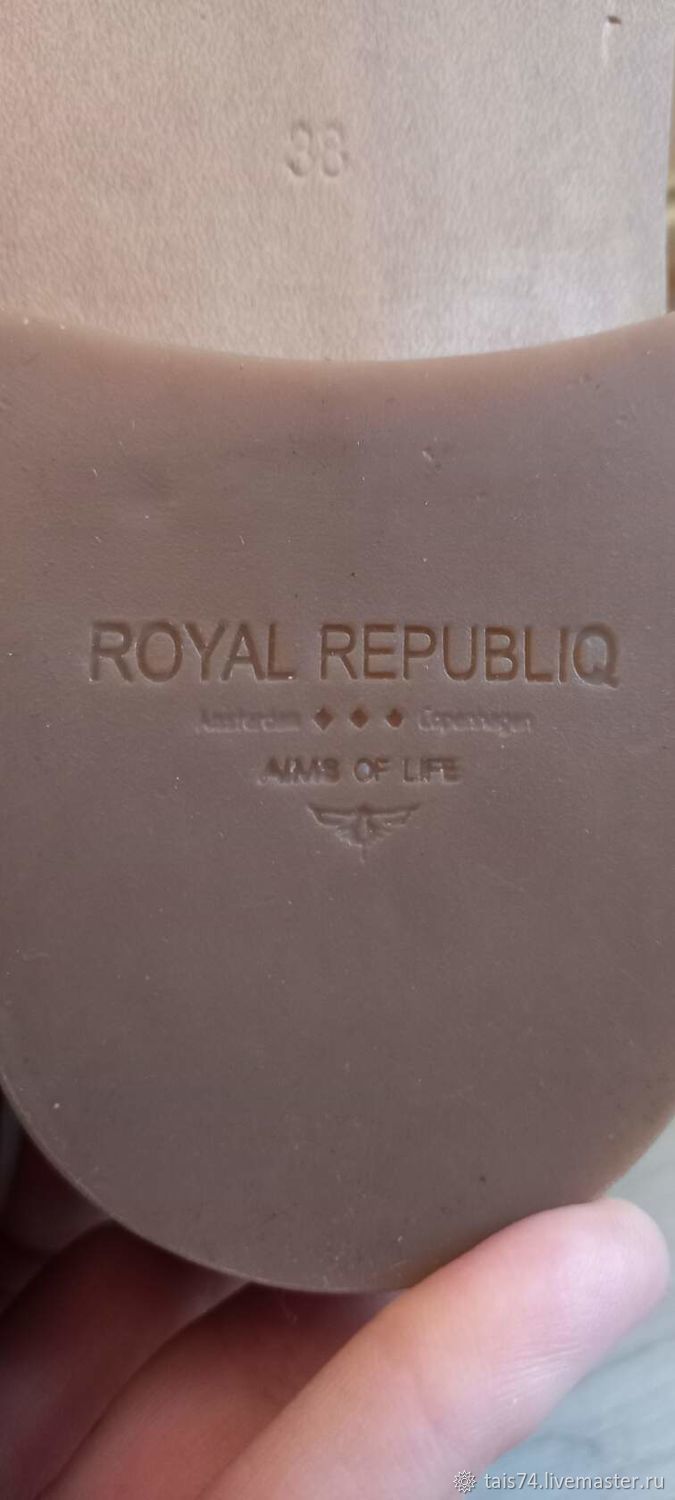 38
ROYAL REPUBLIQ
Amsterdam ♦ ♦ ♦ Copenhagen
AIMS OF LIFE
tais74.livemaster.ru